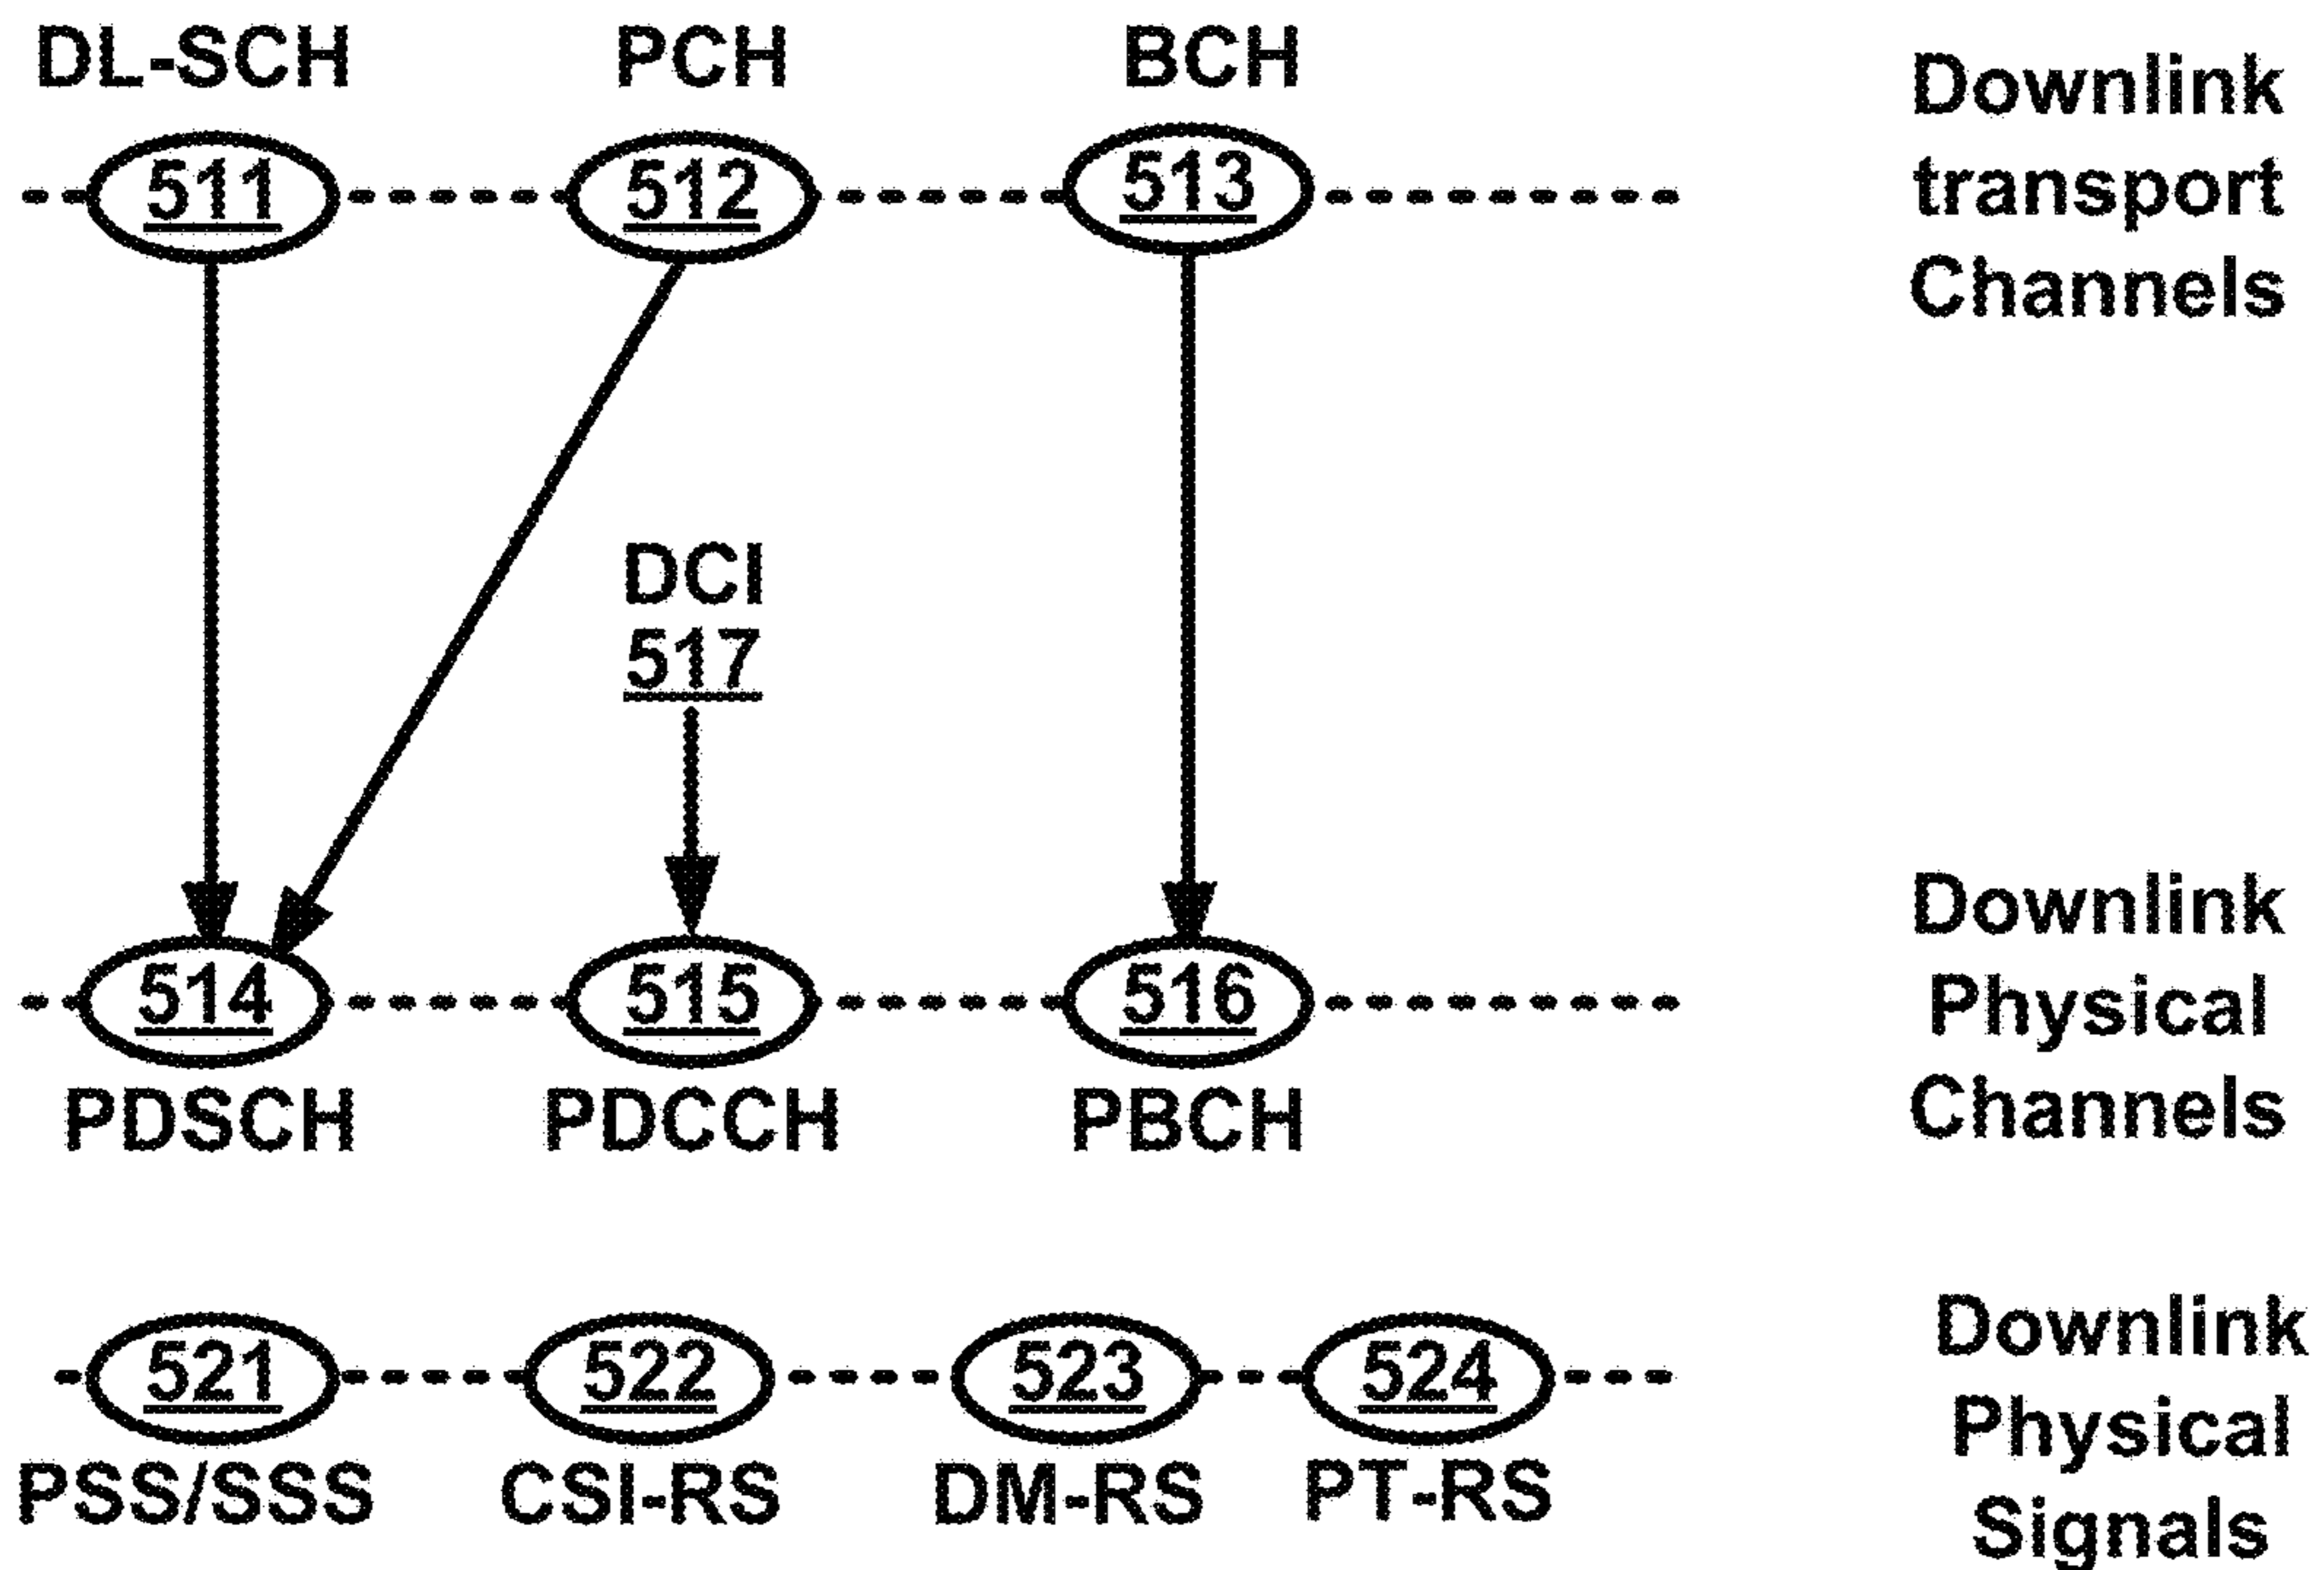 DL-SCH PCH BCH
511 512 513
Downlink
transport
Channels
DCI
517
514 515 516
PDSCH PDCCH PBCH
Downlink
Physical
Channels
521 522 523 524
PSS/SSS CSI-RS DM-RS PT-RS
Downlink
Physical
Signals